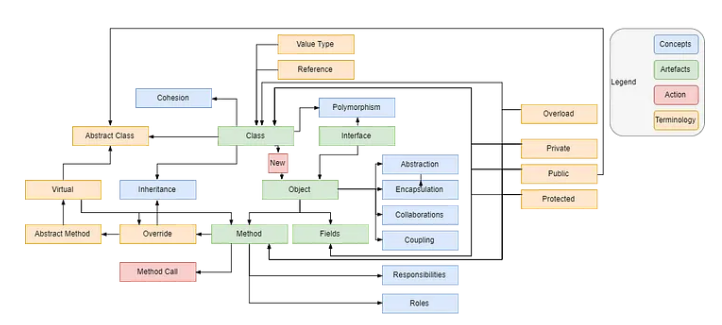 Value Type
Concepts
Reference
Artefacts
Legend
Cohesion
Action
Polymorphism
Overload
Terminology
Abstract Class
Class
Interface
Private
New
Abstraction
Public
Virtual
Inheritance
Object
Encapsulation
Protected
Collaborations
Abstract Method
Override
Method
Fields
Coupling
Method Call
Responsibilities
Roles